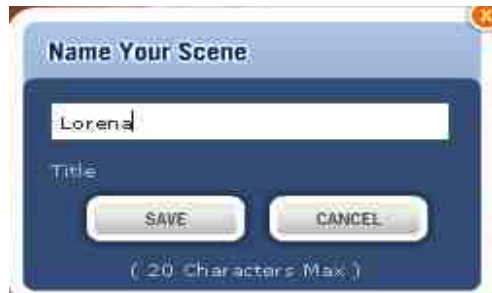 Name Your Scene
Lorena
Title
SAVE CANCEL
( 20 Characters Max )